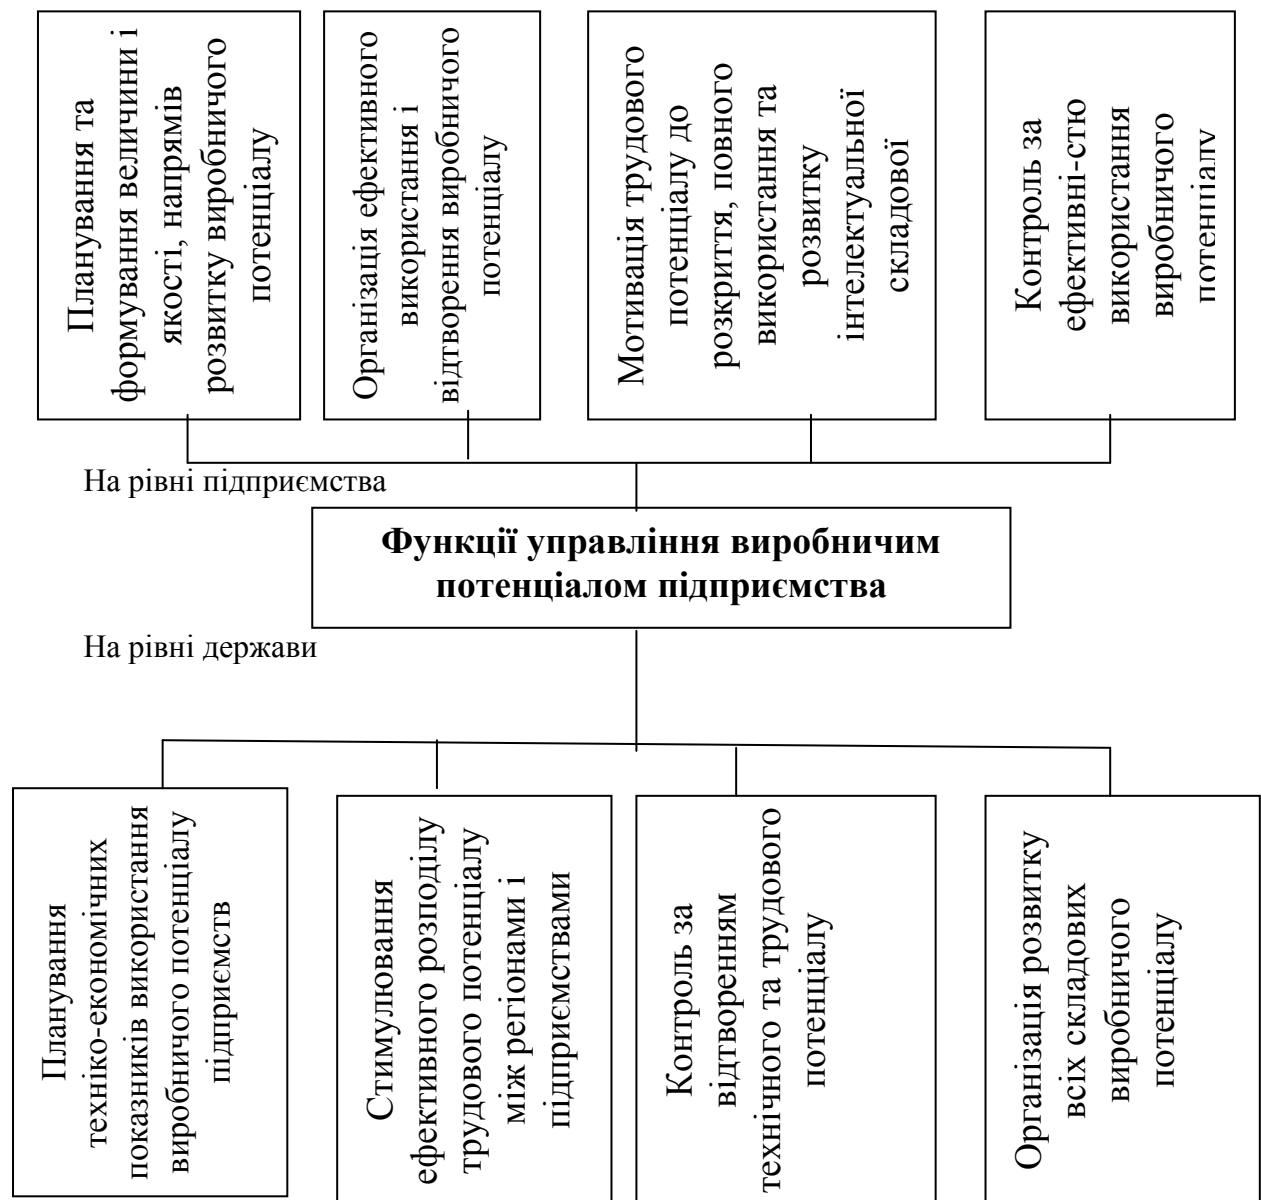 Планування та
формування величини і
якості, напрямів
розвитку виробничого
потенціалу
Організація ефективного
використання і
відтворення виробничого
потенціалу
Мотивація трудового
потенціалу до
розкриття, повного
використання та
розвитку
інтелектуальної
складової
Контроль за
ефективні-стю
використання
виробничого
потенціалу
На рівні підприємства
Функції управління виробничим
потенціалом підприємства
На рівні держави
Планування
техніко-економічних
показників використання
виробничого потенціалу
підприємств
Стимулювання
ефективного розподілу
трудового потенціалу
між регіонами і
підприємствами
Контроль за
відтворенням
технічного та трудового
потенціалу
Організація розвитку
всіх складових
виробничого
потенціалу